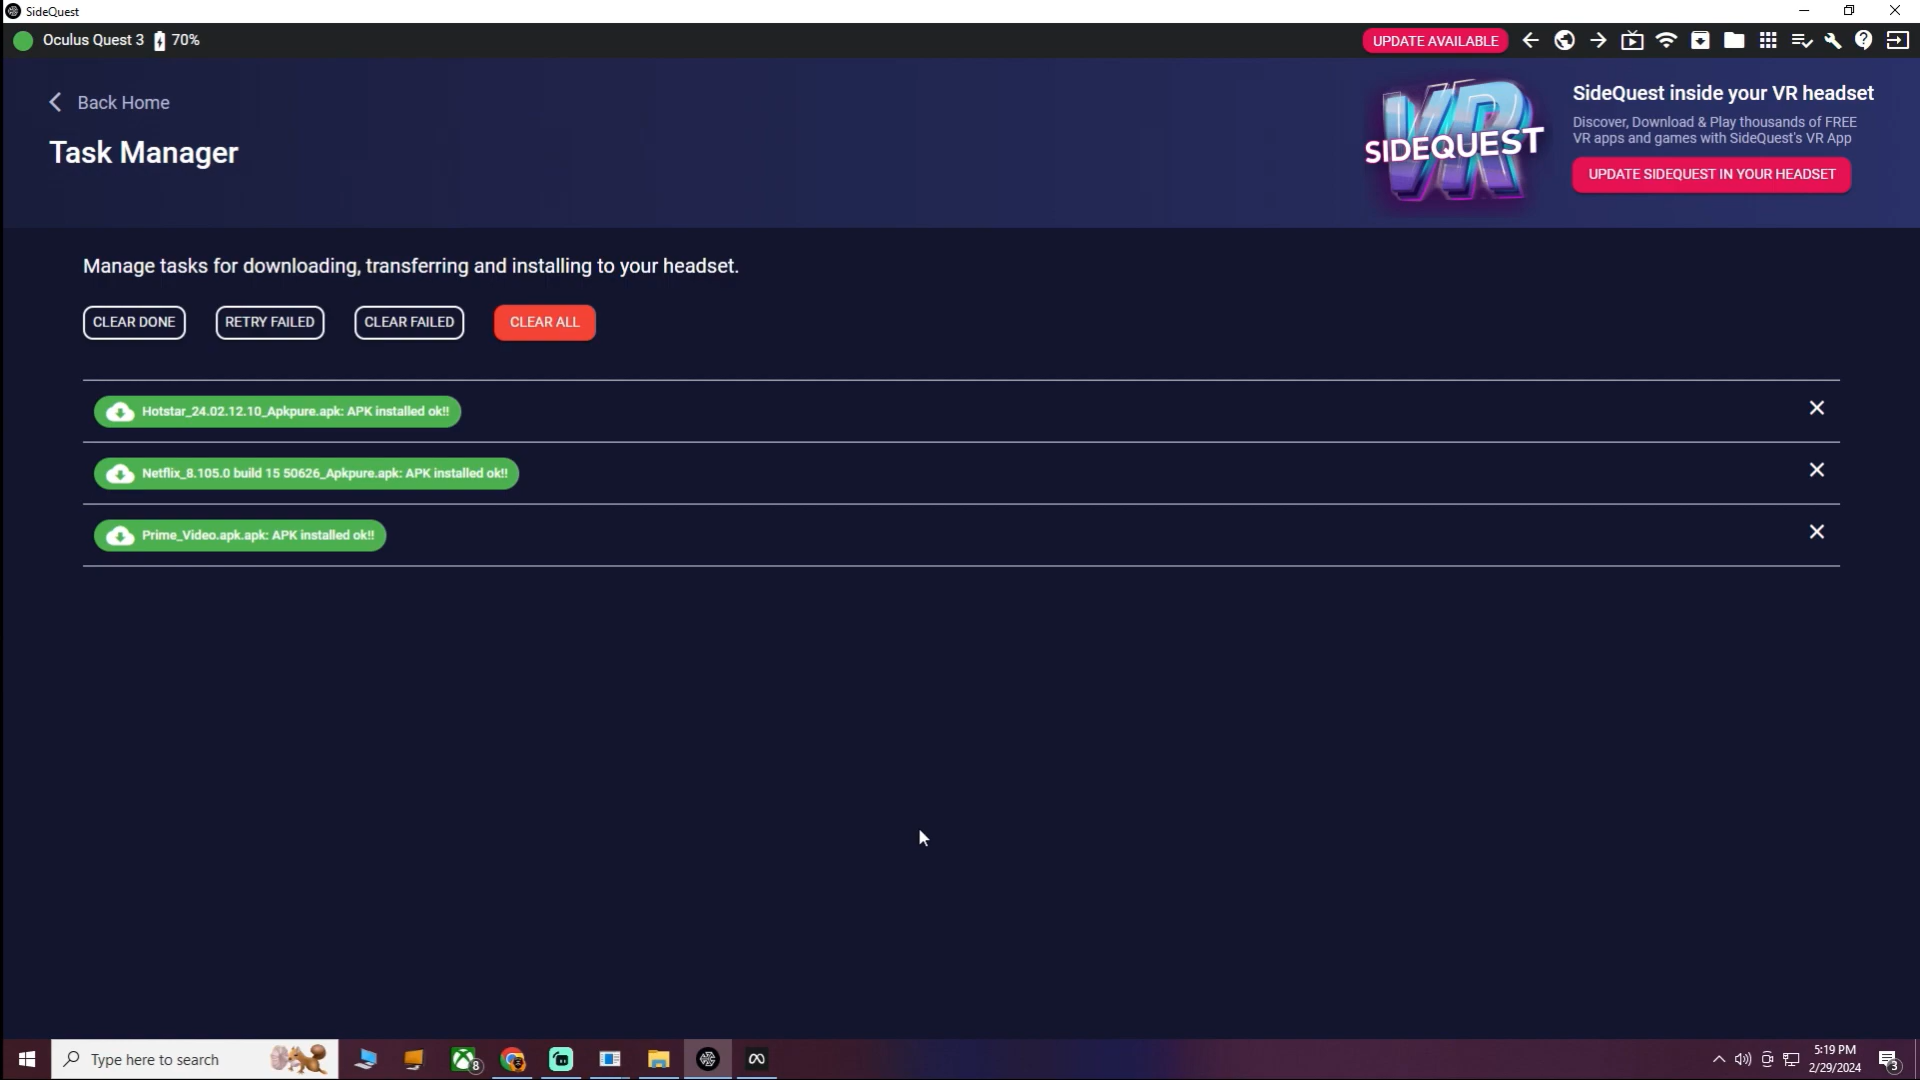 SideQuest
Oculus Quest 3 70%
UPDATE AVAILABLE
Back Home
Task Manager
VR
SIDEQUEST
SideQuest inside your VR headset
Discover, Download & Play thousands of FREE
VR apps and games with SideQuest's VR App
UPDATE SIDEQUEST IN YOUR HEADSET
Manage tasks for downloading, transferring and installing to your headset.
CLEAR DONE RETRY FAILED CLEAR FAILED CLEAR ALL
Hotstar_24.02.12.10_Apkpure.apk: APK installed ok!!
Netflix_8.105.0 build 15 50626_Apkpure.apk: APK installed ok!!
Prime_Video.apk.apk: APK installed ok!!
Type here to search
8
5:19 PM
2/29/2024
3